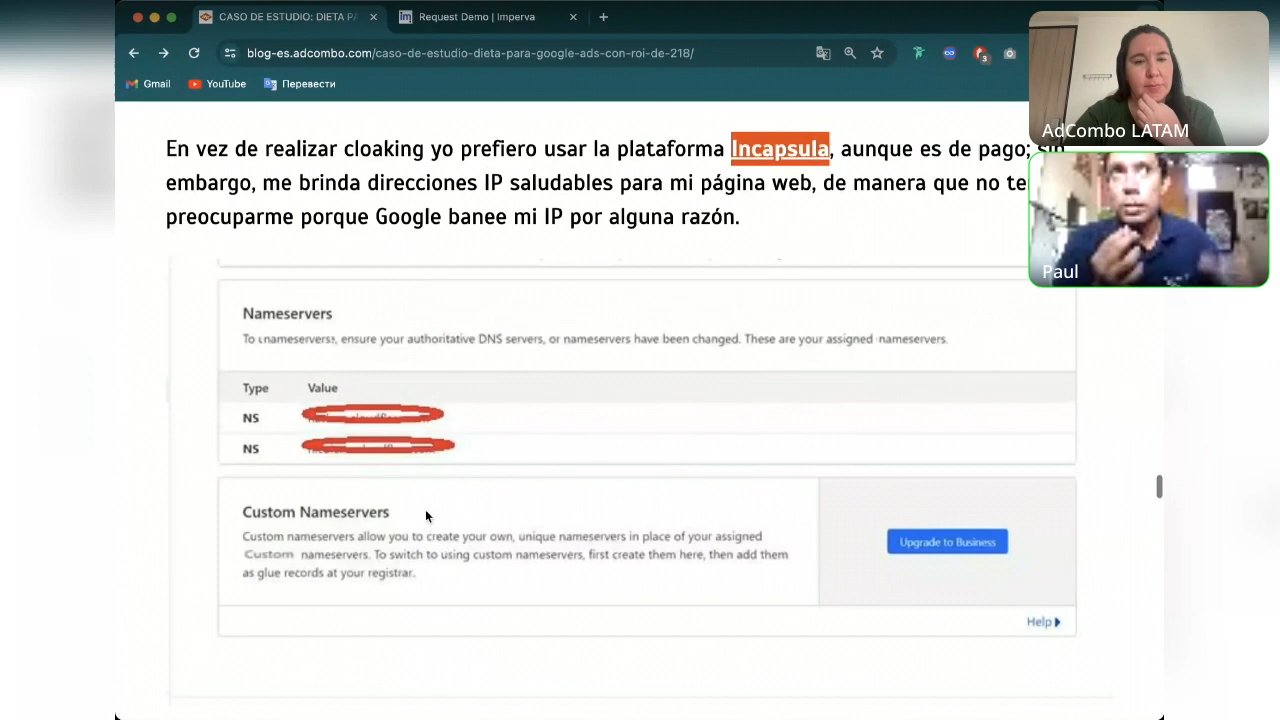 CASO DE ESTUDIO: DIETA PA
Request Demo | Imperva
blog-es.adcombo.com/caso-de-estudio-dieta-para-google-ads-con-roi-de-218/
3
Gmail
YouTube
Перевести
AdCombo LATAM
Paul
En vez de realizar cloaking yo prefiero usar la plataforma Incapsula, aunque es de pago; sin
embargo, me brinda direcciones IP saludables para mi página web, de manera que no te
preocuparme porque Google banee mi IP por alguna razón.
Nameservers
To nameservers, ensure your authoritative DNS servers, or nameservers have been changed. These are your assigned nameservers.
Type Value
NS
NS
Custom Nameservers
Custom nameservers allow you to create your own, unique nameservers in place of your assigned
Custom nameservers. To switch to using custom nameservers, first create them here, then add them
as glue records at your registrar.
Upgrade to Business
Help